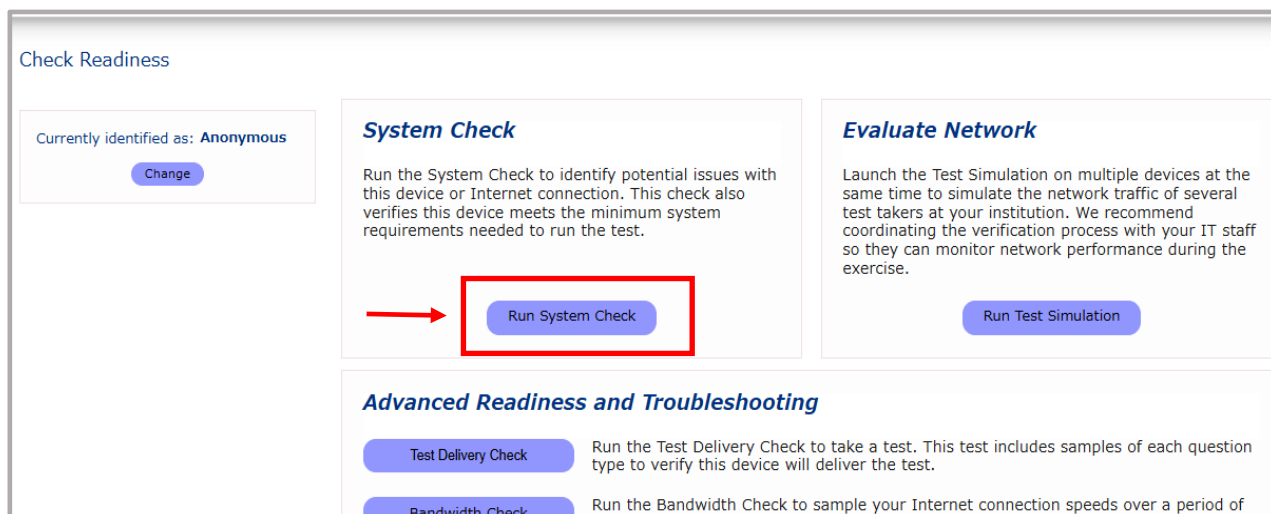 Check Readiness
Currently identified as: Anonymous
Change
System Check
Run the System Check to identify potential issues with
this device or Internet connection. This check also
verifies this device meets the minimum system
requirements needed to run the test.
Run System Check
Evaluate Network
Launch the Test Simulation on multiple devices at the
same time to simulate the network traffic of several
test takers at your institution. We recommend
coordinating the verification process with your IT staff
so they can monitor network performance during the
exercise.
Run Test Simulation
Advanced Readiness and Troubleshooting
Test Delivery Check
Run the Test Delivery Check to take a test. This test includes samples of each question
type to verify this device will deliver the test.
Bandwidth Check
Run the Bandwidth Check to sample your Internet connection speeds over a period of